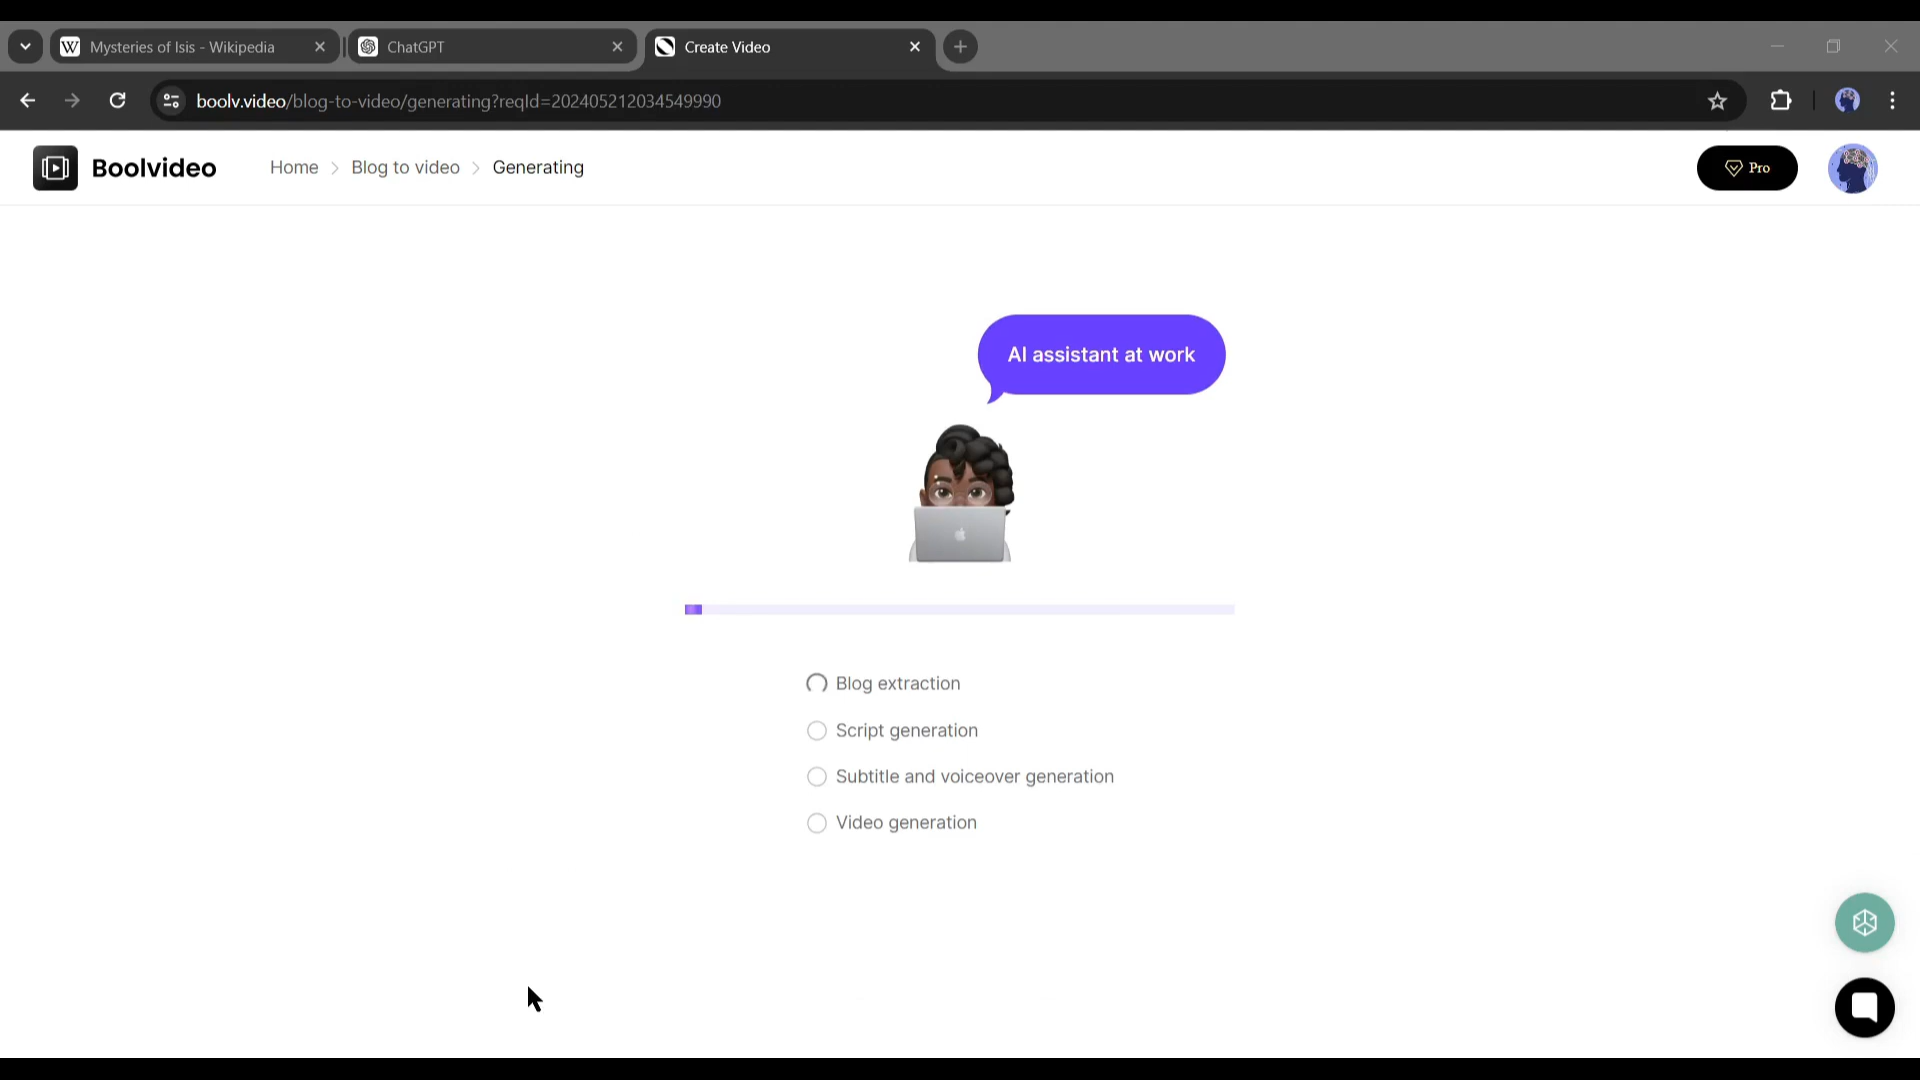 Mysteries of Isis - Wikipedia
ChatGPT
Create Video
boolv.video/blog-to-video/generating?reqId=202405212034549990
Boolvideo
Home
Blog to video
Generating
Pro
AI assistant at work
Blog extraction
Script generation
Subtitle and voiceover generation
Video generation